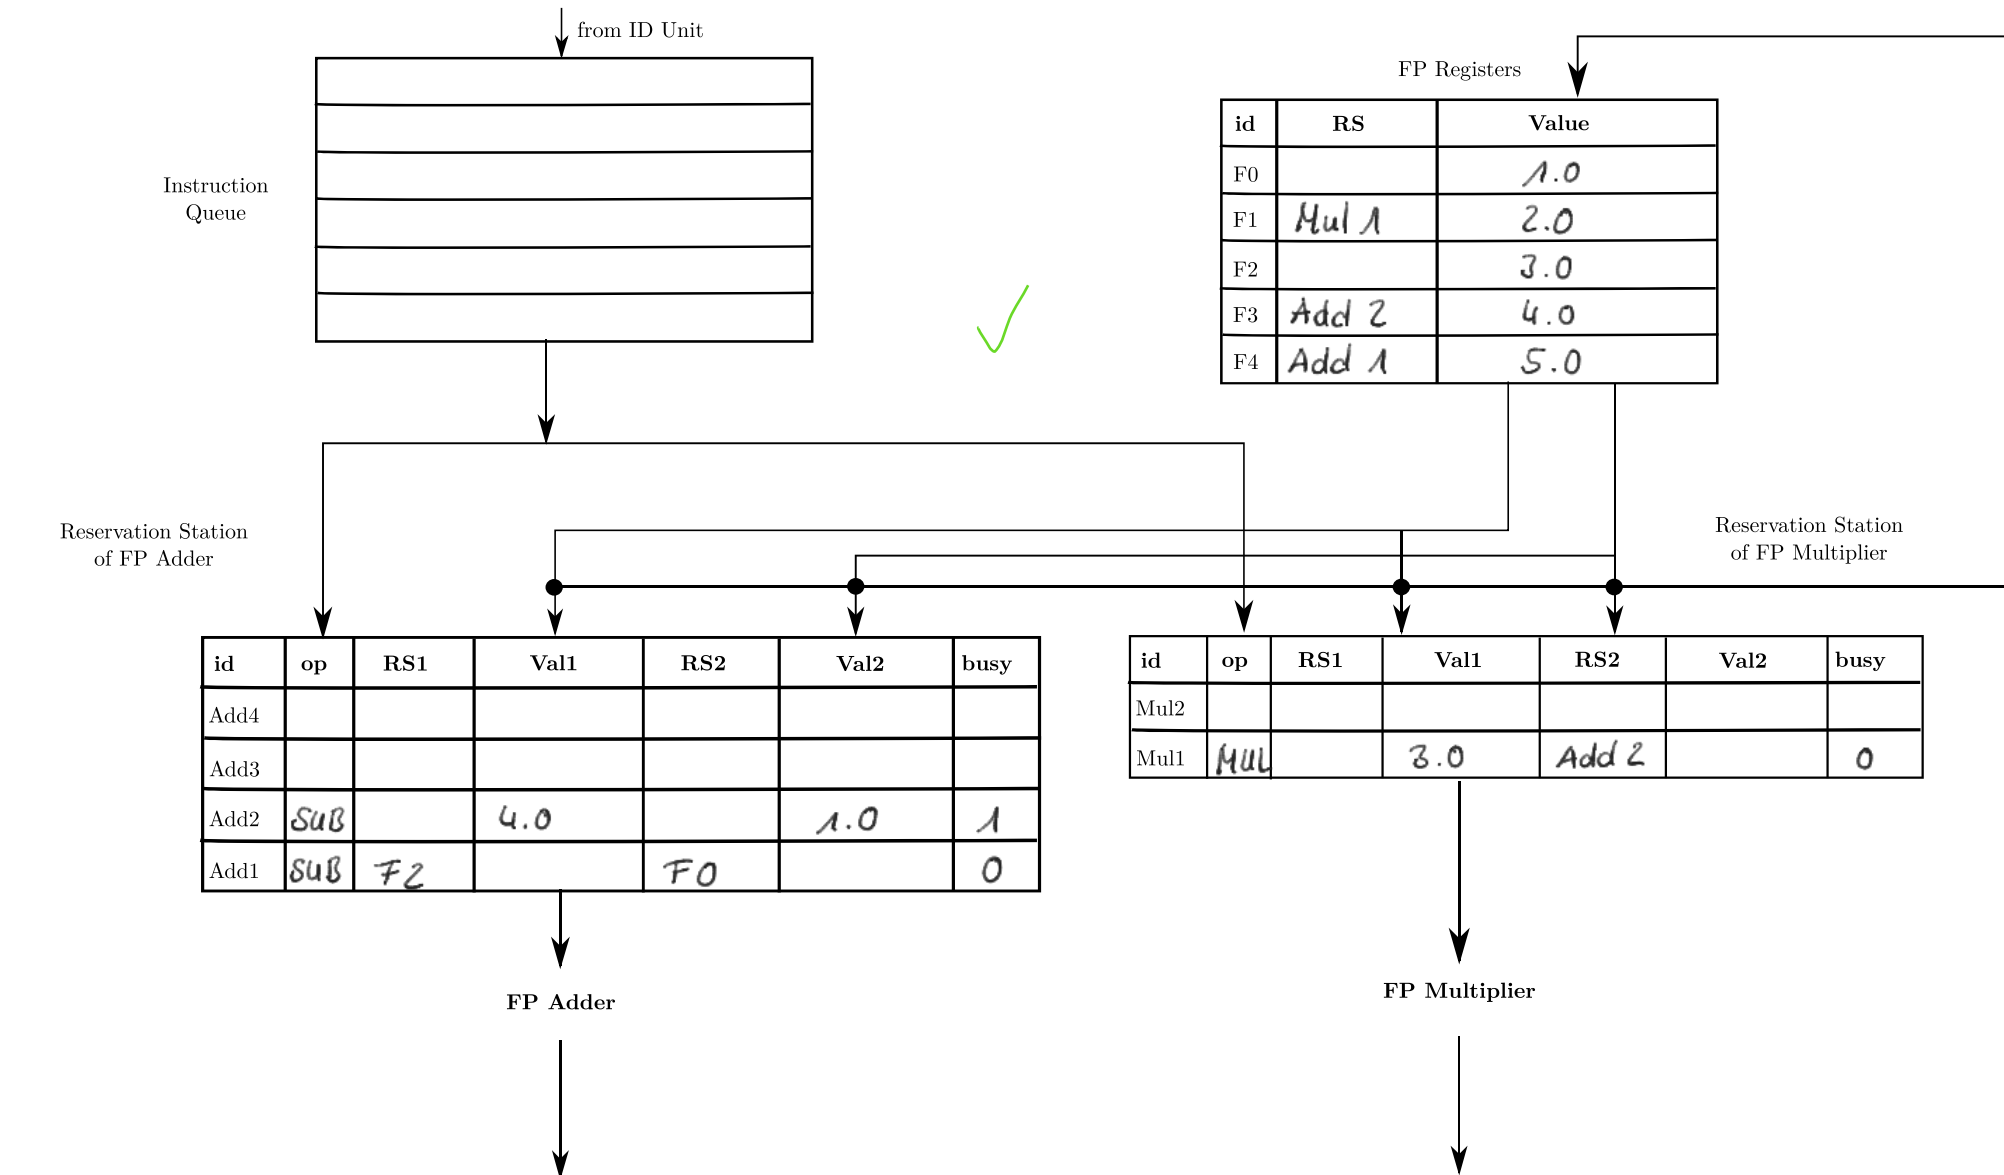 from ID Unit
Instruction
Queue
FP Registers
id RS Value
F0 1.0
F1 Mul 1 2.0
F2 3.0
F3 Add 2 4.0
F4 Add 1 5.0
Reservation Station
of FP Adder
Reservation Station
of FP Multiplier
id op RS1 Val1 RS2 Val2 busy
Add4
Add3
Add2 SUB 4.0 1.0 1
Add1 SUB F2 F0 0
id op RS1 Val1 RS2 Val2 busy
Mul2
Mul1 MUL 3.0 Add 2 0
FP Adder
FP Multiplier